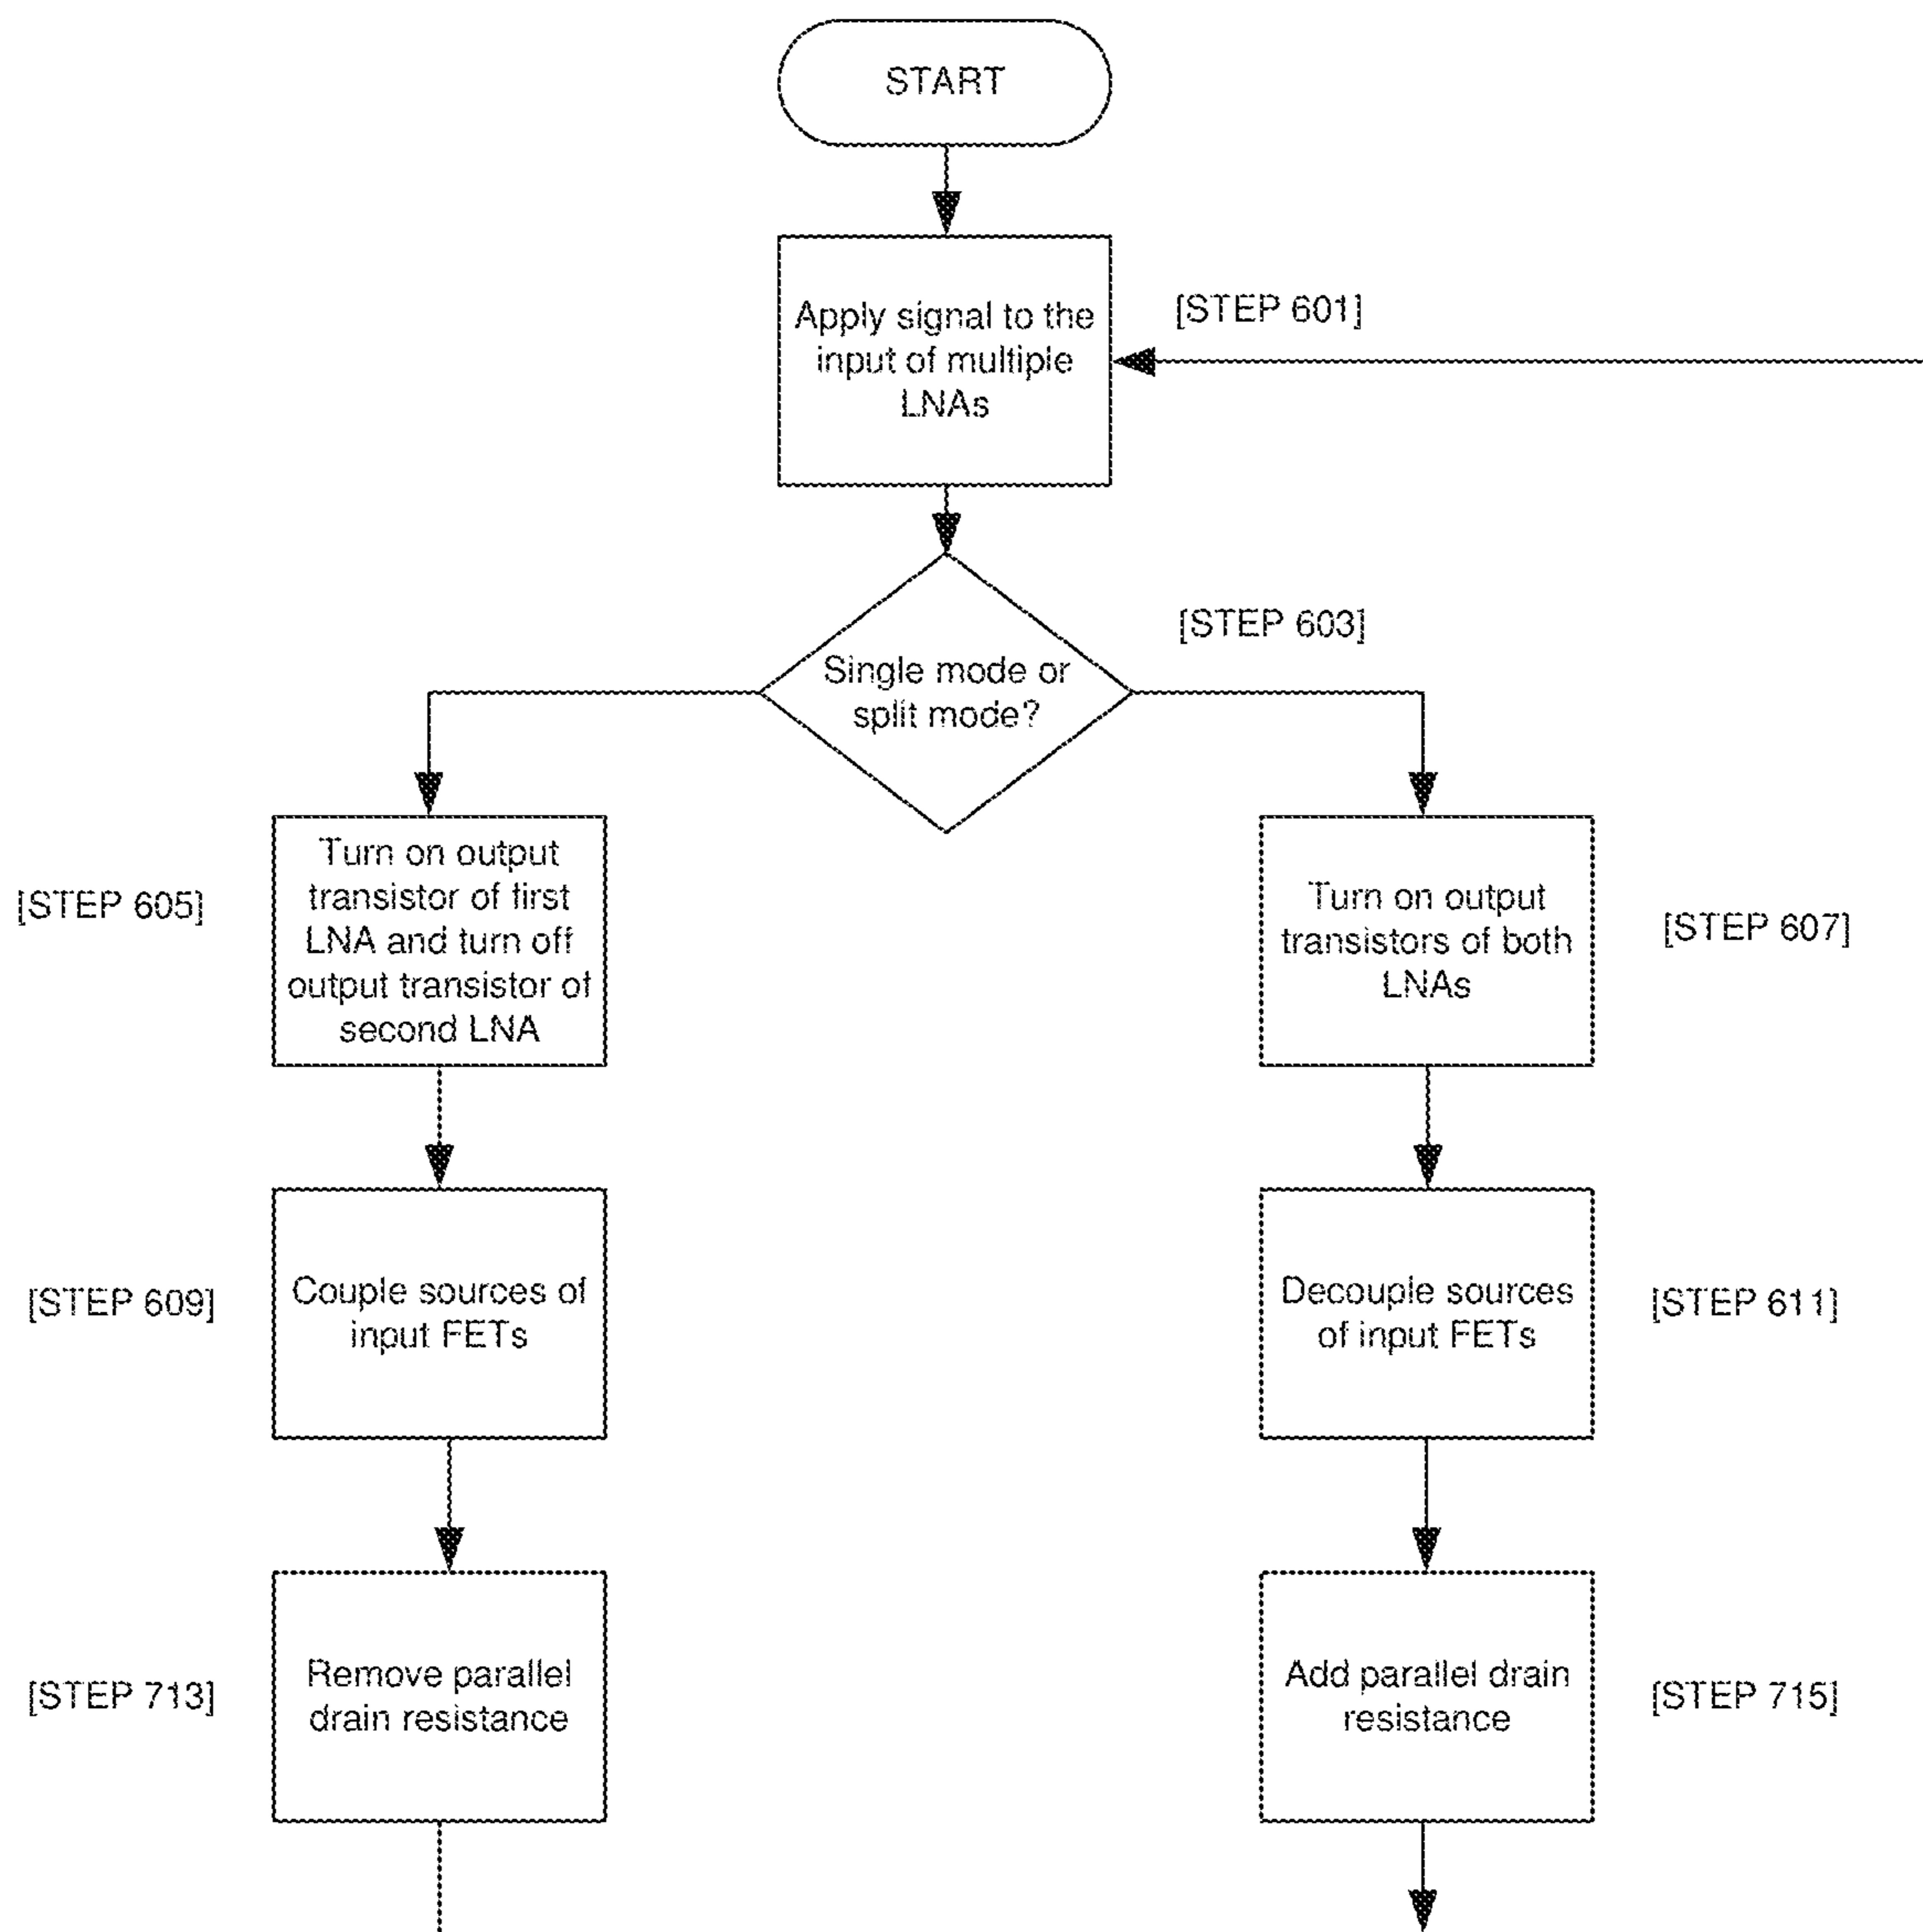 START
Apply signal to the
input of multiple
LNAs
[STEP 601]
[STEP 603]
Single mode or
split mode?
[STEP 605]
Turn on output
transistor of first
LNA and turn off
output transistor of
second LNA
Turn on output
transistors of both
LNAs
[STEP 607]
[STEP 609]
Couple sources of
input FETs
Decouple sources
of input FETs
[STEP 611]
[STEP 713]
Remove parallel
drain resistance
Add parallel drain
resistance
[STEP 715]